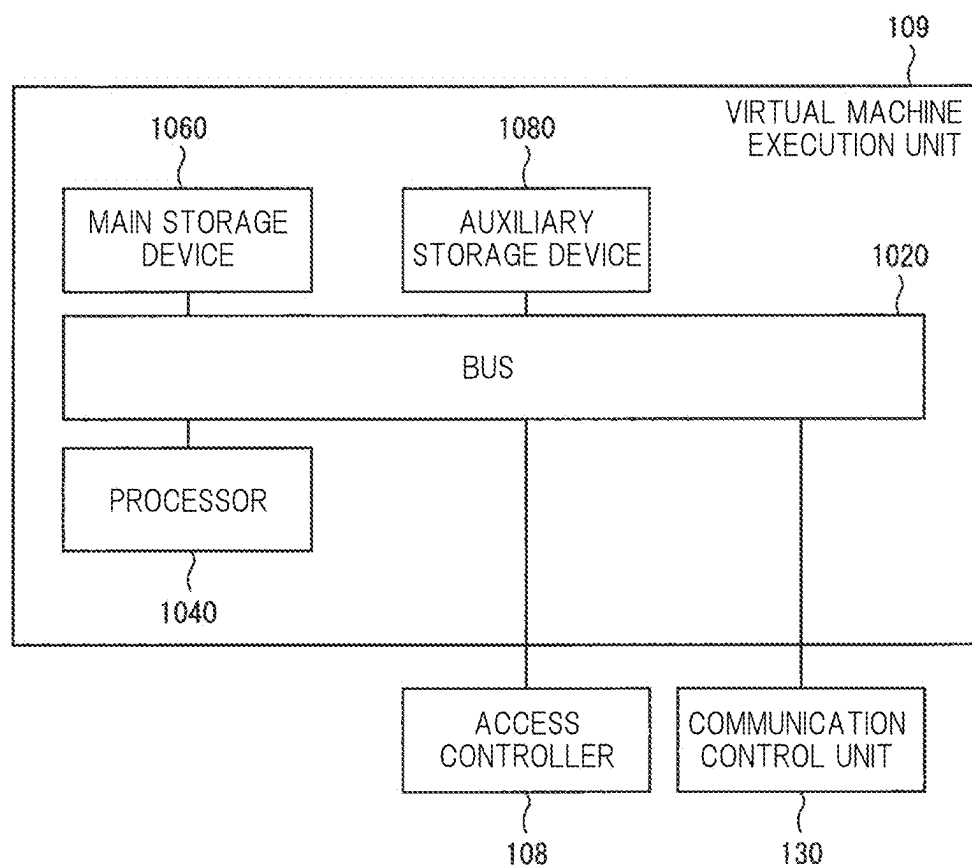 109
VIRTUAL MACHINE
EXECUTION UNIT
1060
1080
MAIN STORAGE
DEVICE
AUXILIARY
STORAGE DEVICE
1020
BUS
PROCESSOR
1040
ACCESS
CONTROLLER
COMMUNICATION
CONTROL UNIT
108
130